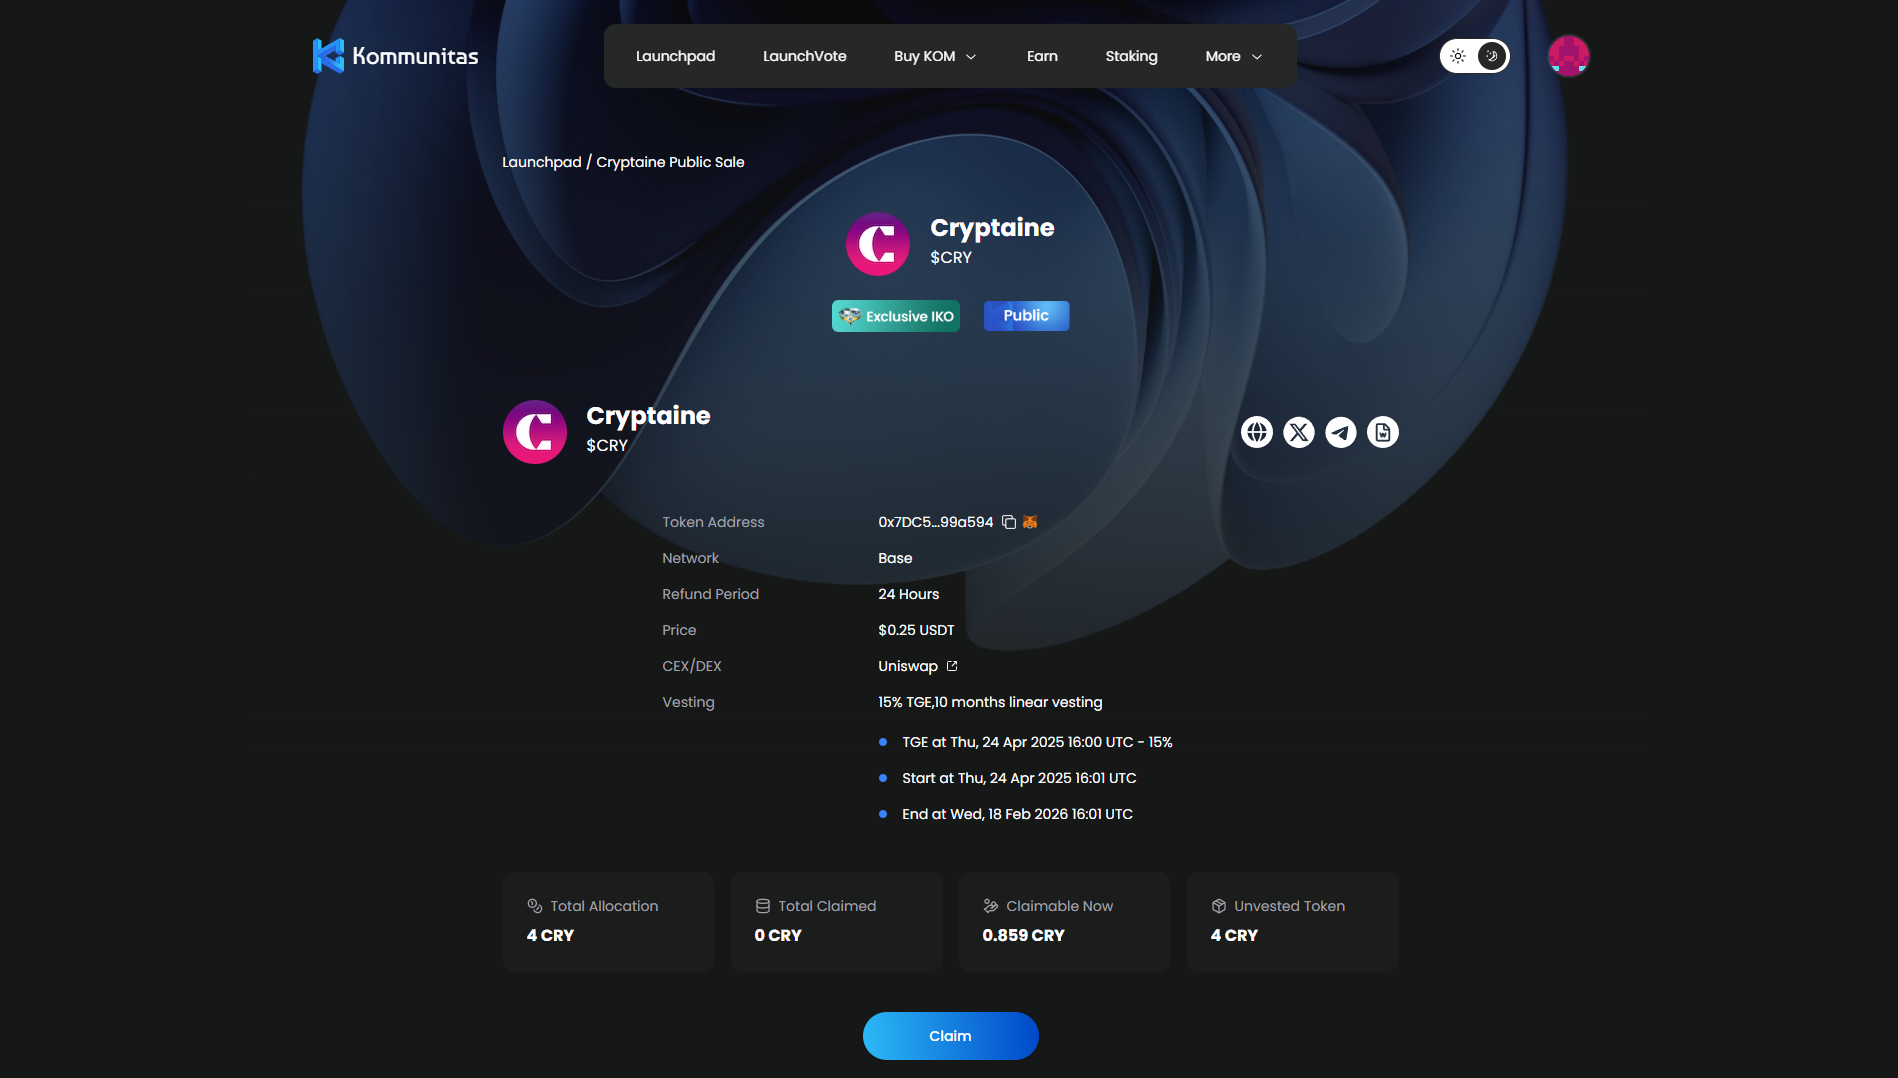 Kommunitas
Launchpad
LaunchVote
Buy KOM
Earn
Staking
More
Launchpad / Cryptaine Public Sale
Cryptaine
$CRY
Exclusive IKO
Public
Cryptaine
$CRY
Token Address 0x7DC5...99a594
Network Base
Refund Period 24 Hours
Price $0.25 USDT
CEX/DEX Uniswap
Vesting 15% TGE,10 months linear vesting
TGE at Thu, 24 Apr 2025 16:00 UTC - 15%
Start at Thu, 24 Apr 2025 16:01 UTC
End at Wed, 18 Feb 2026 16:01 UTC
Total Allocation
4 CRY
Total Claimed
0 CRY
Claimable Now
0.859 CRY
Unvested Token
4 CRY
Claim